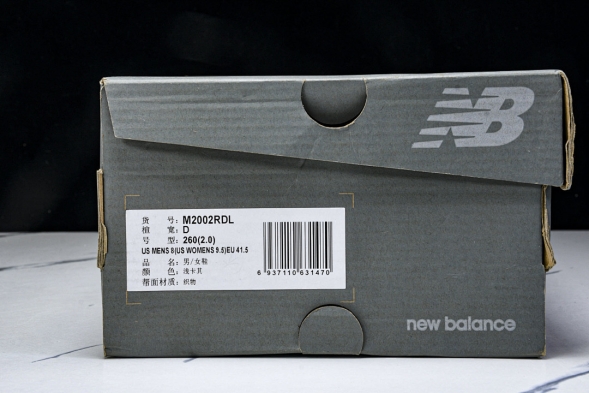 NB
货 号: M2002RDL
楦 宽: D
号 型: 260(2.0)
US MENS 8(US WOMENS 9.5)EU 41.5
品 名: 男/女鞋
颜 色: 浅卡其
帮面材质: 织物
6 937110 631470
new balance